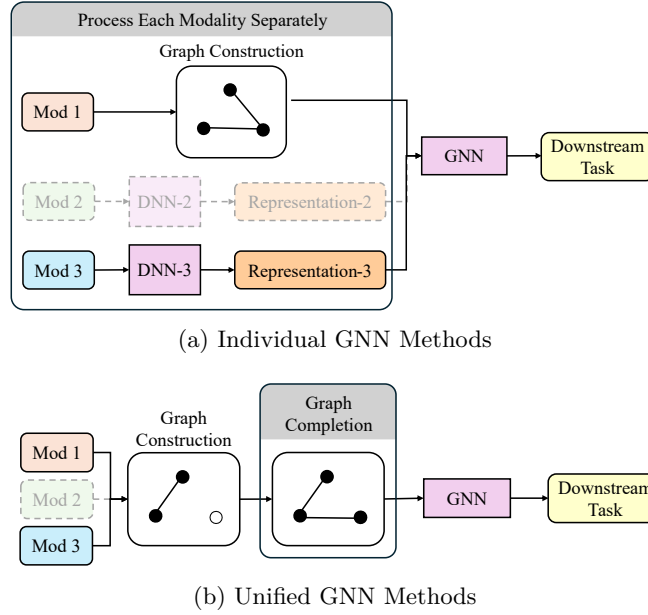 Process Each Modality Separately
Graph Construction
Mod 1
GNN
Downstream
Task
Mod 2
DNN-2
Representation-2
Mod 3
DNN-3
Representation-3
(a) Individual GNN Methods
Graph
Construction
Graph
Completion
Mod 1
Mod 2
Mod 3
GNN
Downstream
Task
(b) Unified GNN Methods